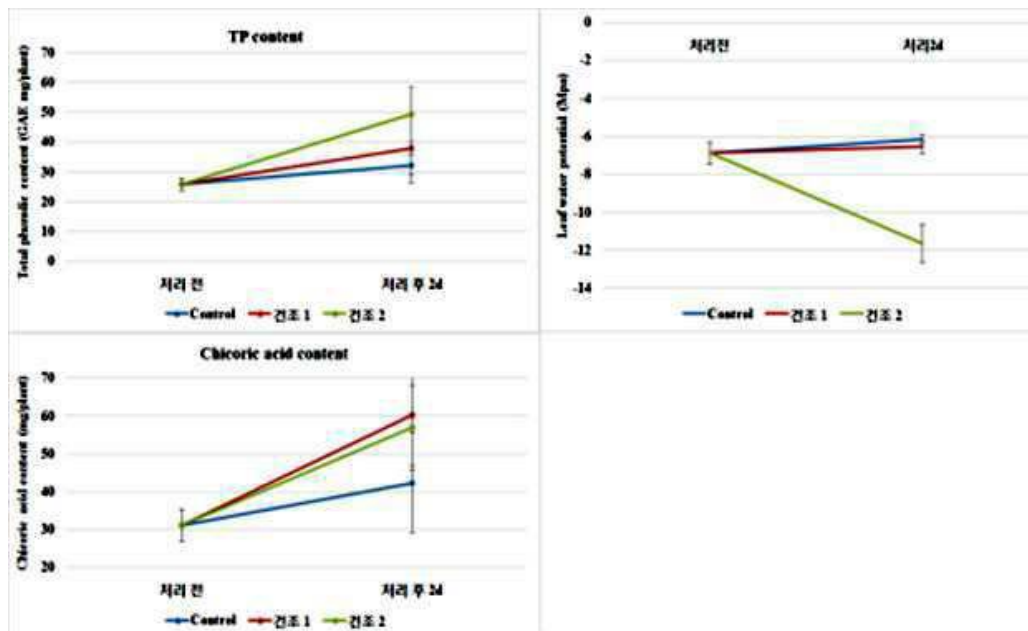 TP content
Total phenolic content (GAE mg/plant)
70
60
50
40
30
20
10
0
처리 전
처리 후 2d
Control
건조 1
건조 2
Leaf water potential (Mpa)
0
-2
-4
-6
-8
-10
-12
-14
처리전
처리2d
Control
건조 1
건조 2
Chicoric acid content
Chicoric acid content (mg/plant)
70
60
50
40
30
20
처리 전
처리 후 2d
Control
건조 1
건조 2